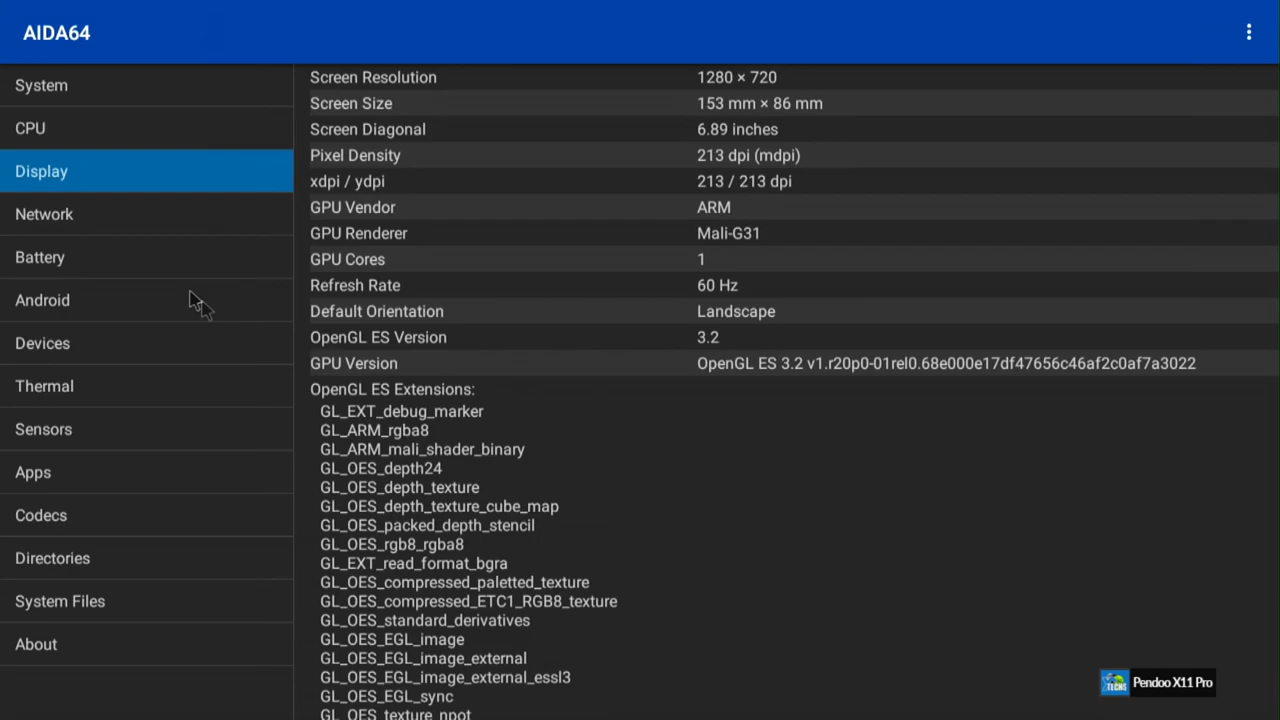 AIDA64
System
CPU
Display
Network
Battery
Android
Devices
Thermal
Sensors
Apps
Codecs
Directories
System Files
About
Screen Resolution 1280 × 720
Screen Size 153 mm × 86 mm
Screen Diagonal 6.89 inches
Pixel Density 213 dpi (mdpi)
xdpi / ydpi 213 / 213 dpi
GPU Vendor ARM
GPU Renderer Mali-G31
GPU Cores 1
Refresh Rate 60 Hz
Default Orientation Landscape
OpenGL ES Version 3.2
GPU Version OpenGL ES 3.2 v1.r20p0-01rel0.68e000e17df47656c46af2c0af7a3022
OpenGL ES Extensions:
GL_EXT_debug_marker
GL_ARM_rgba8
GL_ARM_mali_shader_binary
GL_OES_depth24
GL_OES_depth_texture
GL_OES_depth_texture_cube_map
GL_OES_packed_depth_stencil
GL_OES_rgb8_rgba8
GL_EXT_read_format_bgra
GL_OES_compressed_paletted_texture
GL_OES_compressed_ETC1_RGB8_texture
GL_OES_standard_derivatives
GL_OES_EGL_image
GL_OES_EGL_image_external
GL_OES_EGL_image_external_essl3
GL_OES_EGL_sync
GL_OES_texture_npot
TECHS Pendoo X11 Pro